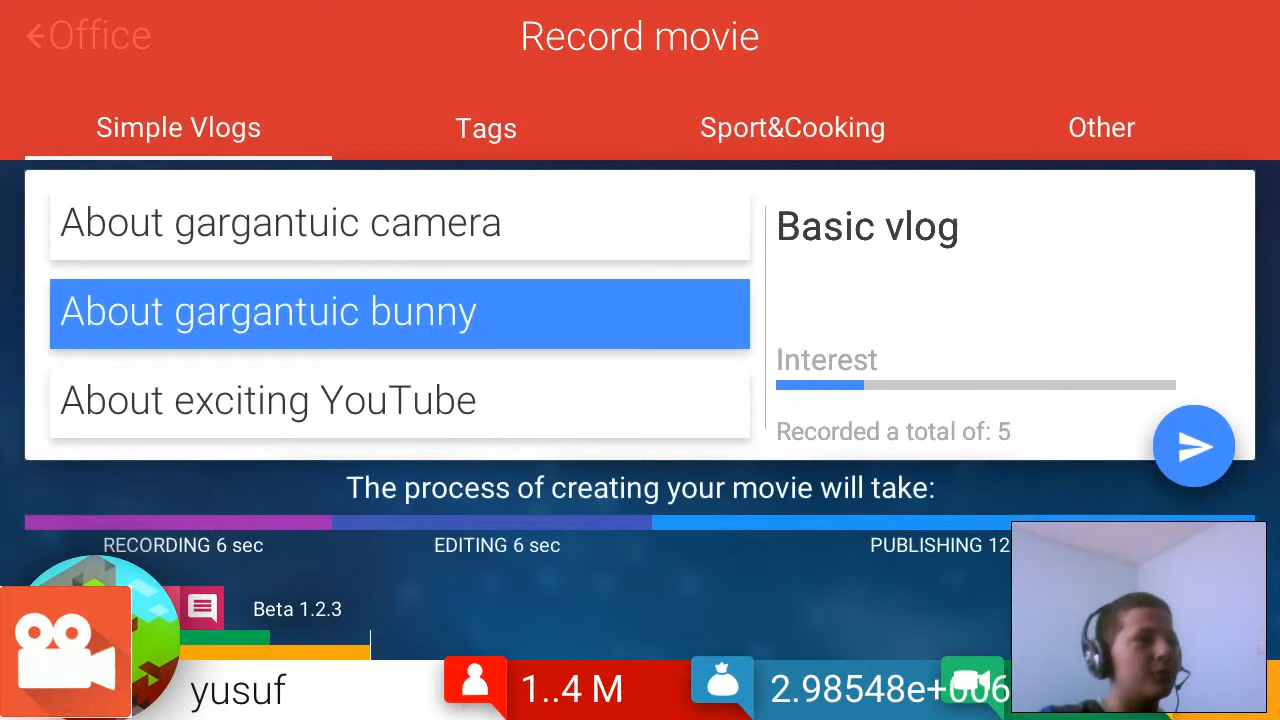 Office
Record movie
Simple Vlogs
Tags
Sport&Cooking
Other
About gargantuic camera
About gargantuic bunny
About exciting YouTube
Basic vlog
Interest
Recorded a total of: 5
The process of creating your movie will take:
RECORDING 6 sec
EDITING 6 sec
PUBLISHING 12
Beta 1.2.3
yusuf
1..4 M
2.98548e+006